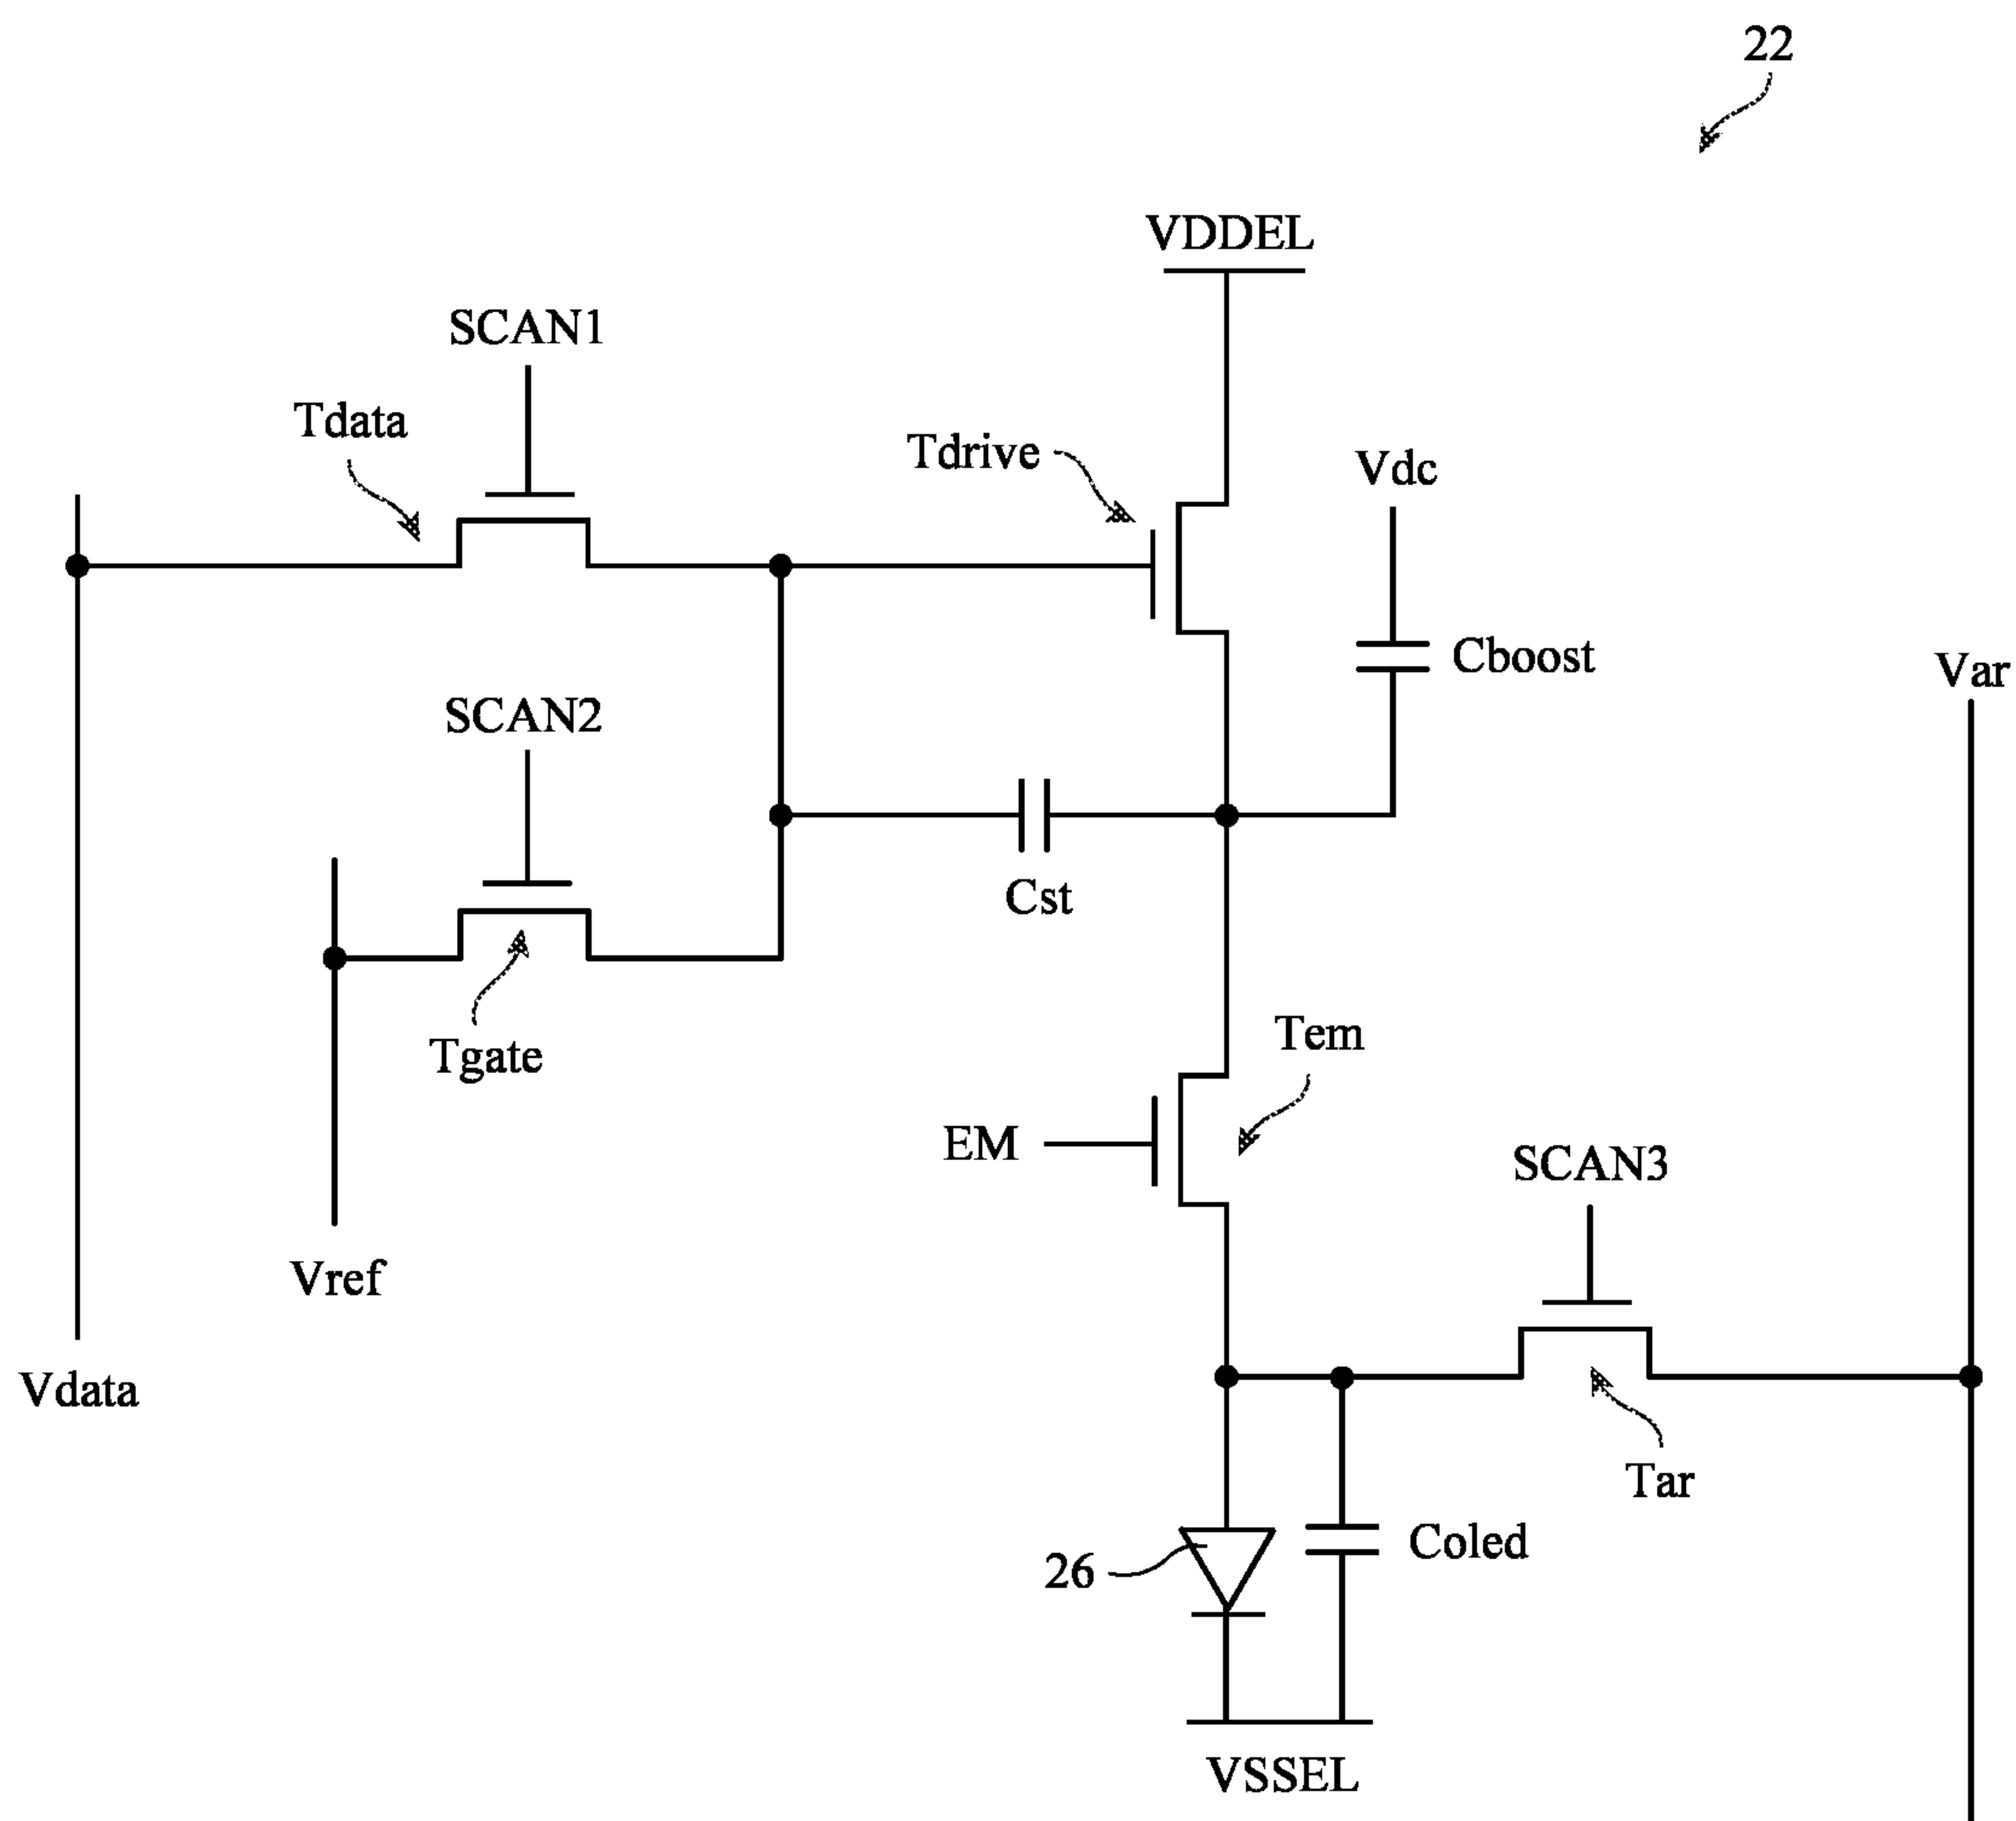 22
VDDEL
SCAN1
Tdata
Tdrive
Vdc
Cboost
Var
SCAN2
Cst
Tem
Tgate
EM
SCAN3
Vref
Vdata
Tar
Coled
26
VSSEL